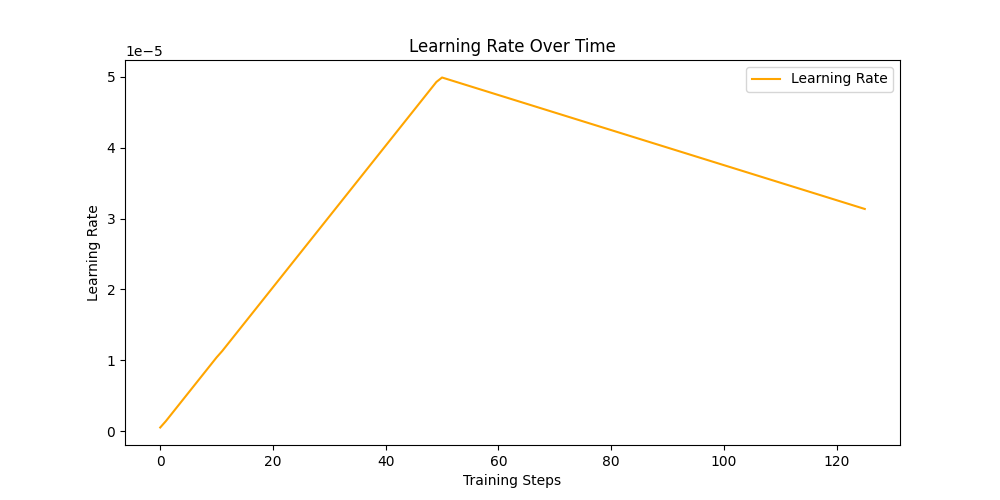 Learning Rate Over Time
1e−5
Learning Rate
5
4
3
2
1
0
Learning Rate
0 20 40 60 80 100 120
Training Steps